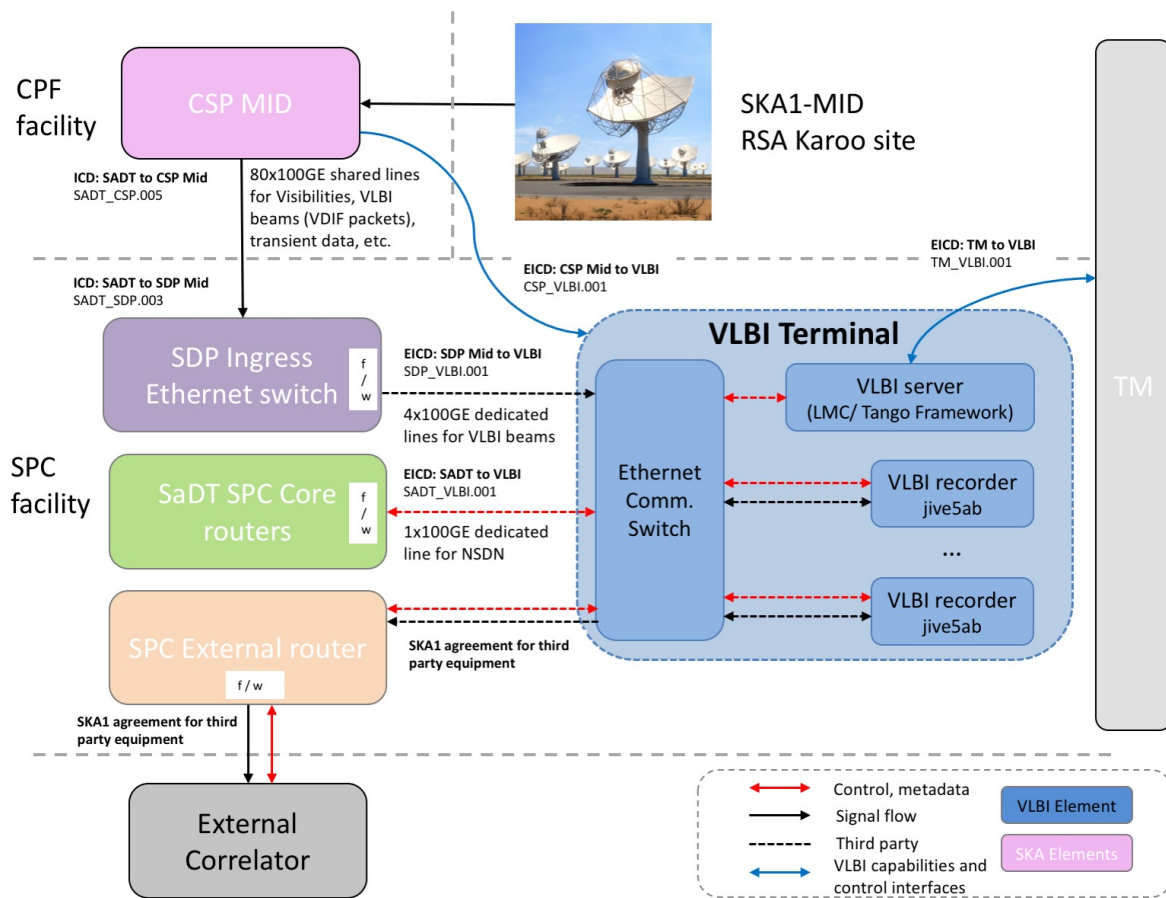 CPF
facility
CSP MID
SKA1-MID
RSA Karoo site
ICD: SADT to CSP Mid
SADT_CSP.005
80x100GE shared lines
for Visibilities, VLBI
beams (VDIF packets),
transient data, etc.
EICD: TM to VLBI
TM_VLBI.001
EICD: CSP Mid to VLBI
CSP_VLBI.001
ICD: SADT to SDP Mid
SADT_SDP.003
SDP Ingress
Ethernet switch
f
/
w
EICD: SDP Mid to VLBI
SDP_VLBI.001
4x100GE dedicated
lines for VLBI beams
VLBI Terminal
VLBI server
(LMC/ Tango Framework)
TM
SPC
facility
SaDT SPC Core
routers
f
/
w
EICD: SADT to VLBI
SADT_VLBI.001
1x100GE dedicated
line for NSDN
Ethernet
Comm.
Switch
VLBI recorder
jive5ab
...
VLBI recorder
jive5ab
SPC External router
f / w
SKA1 agreement for third
party equipment
SKA1 agreement for third
party equipment
External
Correlator
Control, metadata
Signal flow
Third party
VLBI capabilities and
control interfaces
VLBI Element
SKA Elements